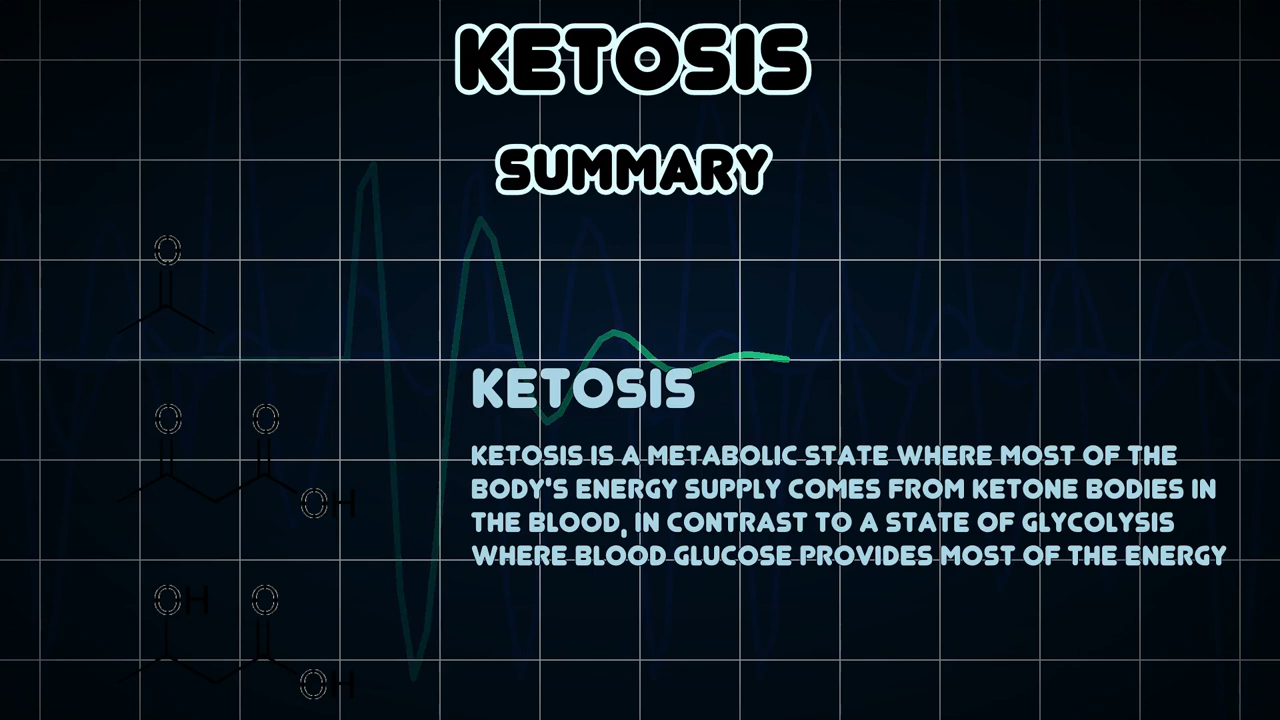 KETOSIS
SUMMARY
O
O O
OH
KETOSIS
KETOSIS IS A METABOLIC STATE WHERE MOST OF THE
BODY'S ENERGY SUPPLY COMES FROM KETONE BODIES IN
THE BLOOD, IN CONTRAST TO A STATE OF GLYCOLYSIS
WHERE BLOOD GLUCOSE PROVIDES MOST OF THE ENERGY
OH O
OH